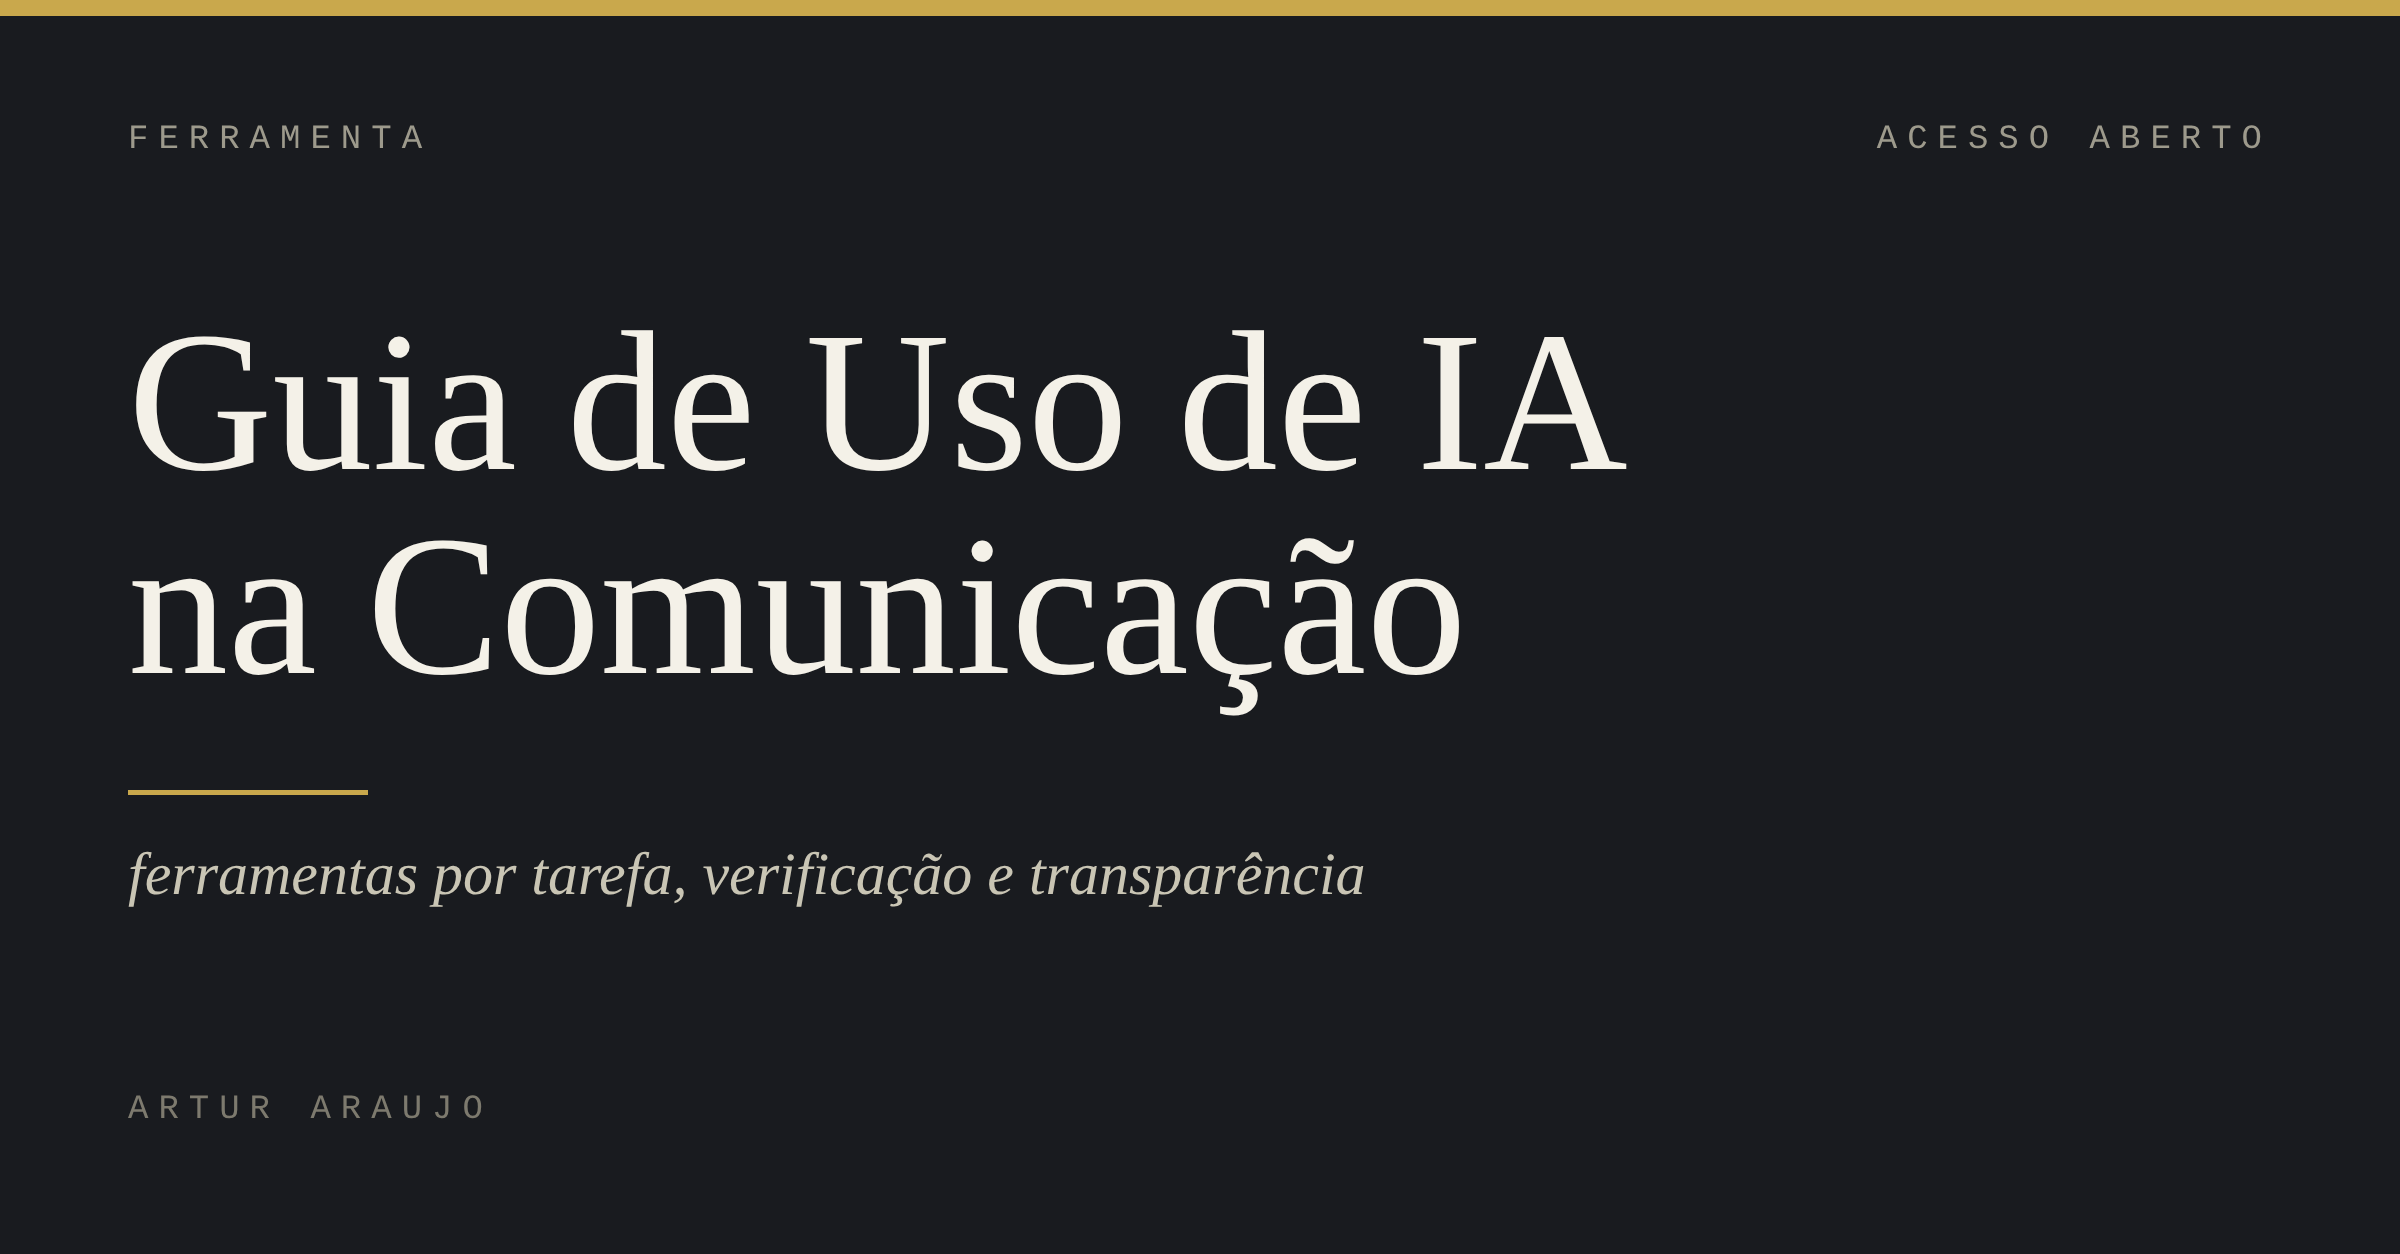 FERRAMENTA
ACESSO ABERTO
Guia de Uso de IA
na Comunicação
ferramentas por tarefa, verificação e transparência
ARTUR ARAUJO